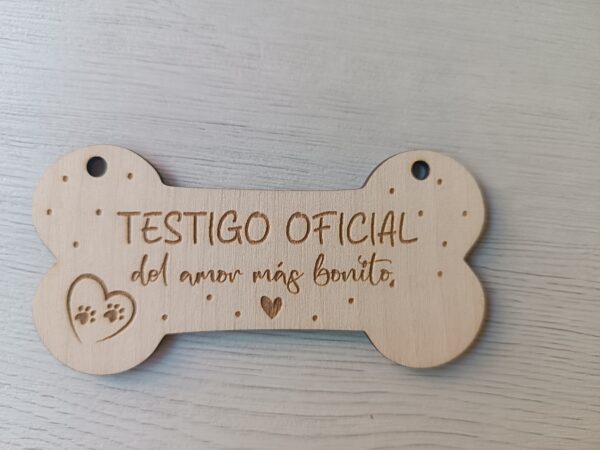 TESTIGO OFICIAL
del amor más bonito